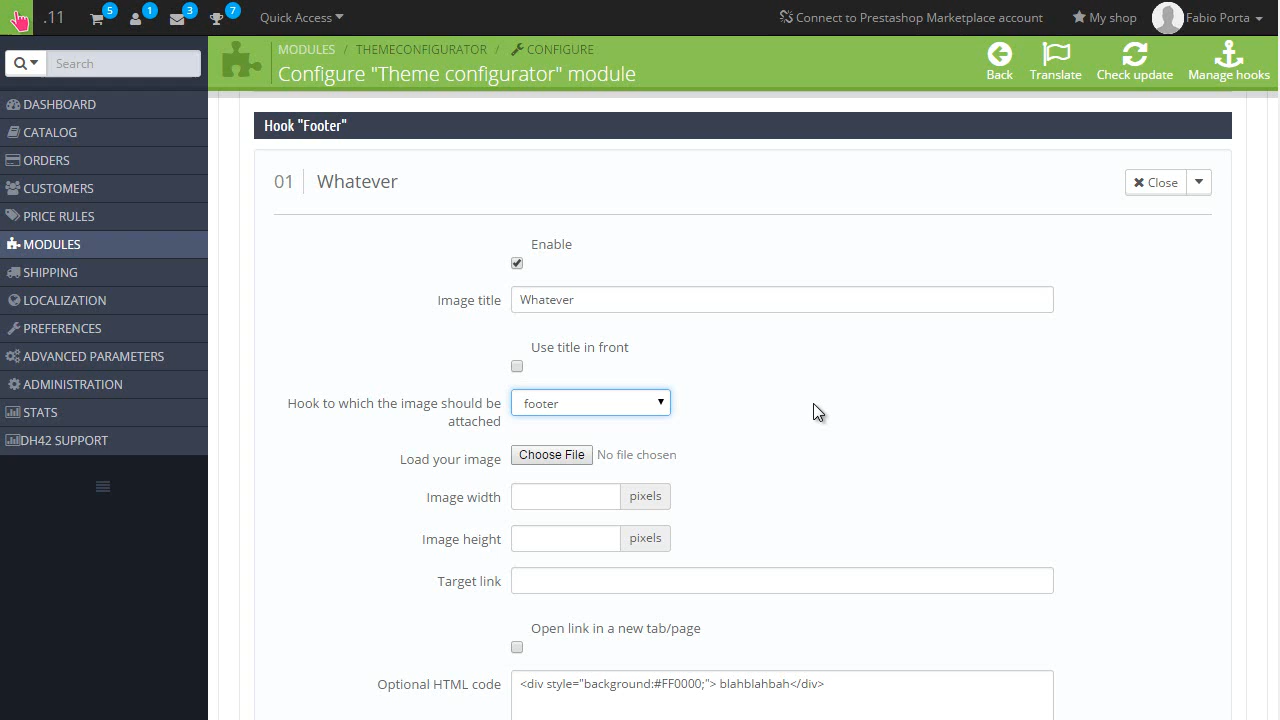 .11 5 1 3 7 Quick Access Connect to Prestashop Marketplace account My shop Fabio Porta
Search
MODULES / THEMECONFIGURATOR / CONFIGURE
Configure "Theme configurator" module
Back Translate Check update Manage hooks
DASHBOARD
CATALOG
ORDERS
CUSTOMERS
PRICE RULES
MODULES
SHIPPING
LOCALIZATION
PREFERENCES
ADVANCED PARAMETERS
ADMINISTRATION
STATS
DH42 SUPPORT
Hook "Footer"
01 Whatever Close
Enable
Image title Whatever
Use title in front
Hook to which the image should be
attached
footer
Load your image Choose File No file chosen
Image width pixels
Image height pixels
Target link
Open link in a new tab/page
Optional HTML code <div style="background:#FF0000;"> blahblahbah</div>